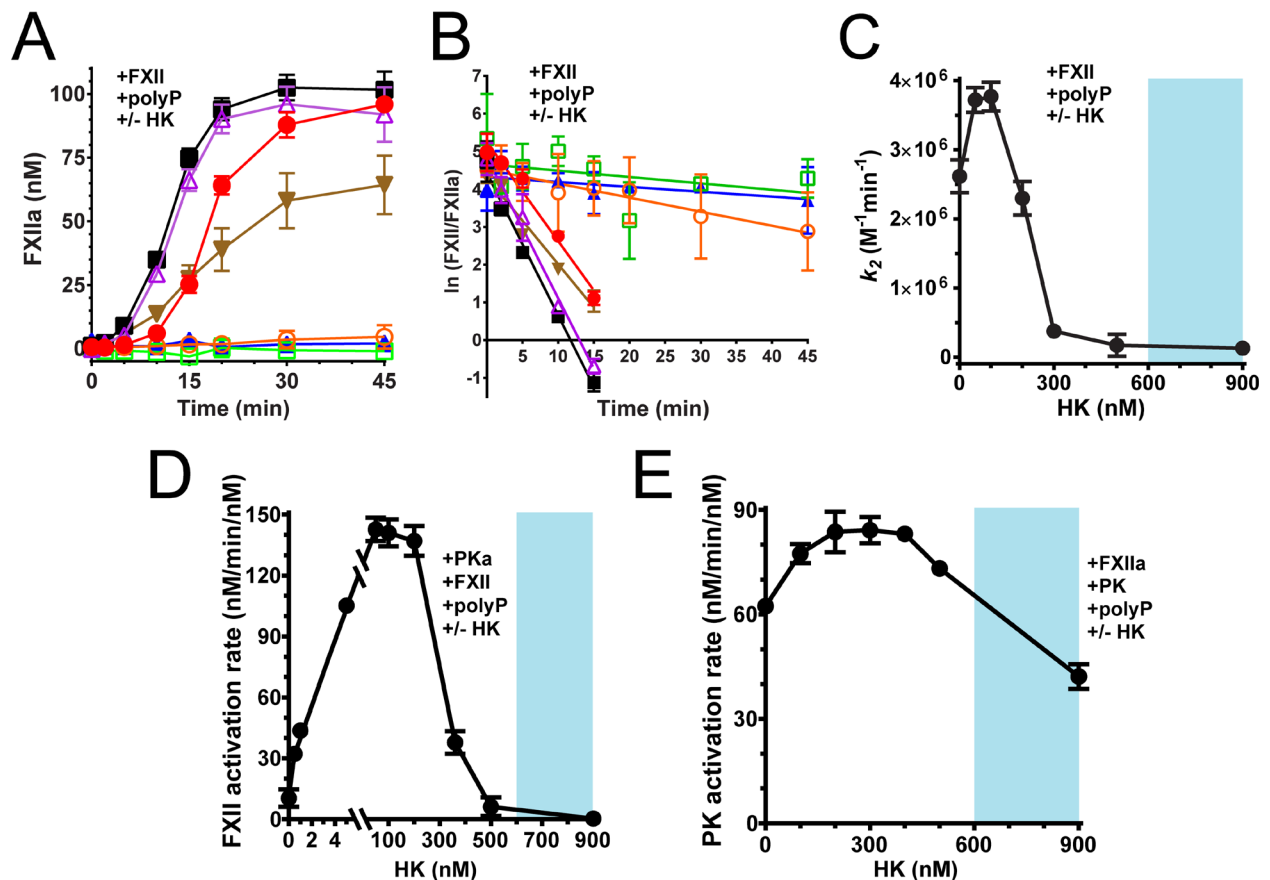 A
+FXII
+polyP
+/- HK
FXIIa (nM)
100
75
50
25
0
0
15
30
45
Time (min)
B
+FXII
+polyP
+/- HK
ln (FXII/FXIIa)
7
6
5
4
3
2
1
0
-1
5
10
15
20
25
30
35
40
45
Time (min)
C
+FXII
+polyP
+/- HK
k₂ (M⁻¹min⁻¹)
4×10⁶
3×10⁶
2×10⁶
1×10⁶
0
0
300
600
900
HK (nM)
D
+PKa
+FXII
+polyP
+/- HK
FXII activation rate (nM/min/nM)
150
120
90
60
30
0
0
2
4
100
300
500
700
900
HK (nM)
E
+FXIIa
+PK
+polyP
+/- HK
PK activation rate (nM/min/nM)
90
60
30
0
0
300
600
900
HK (nM)